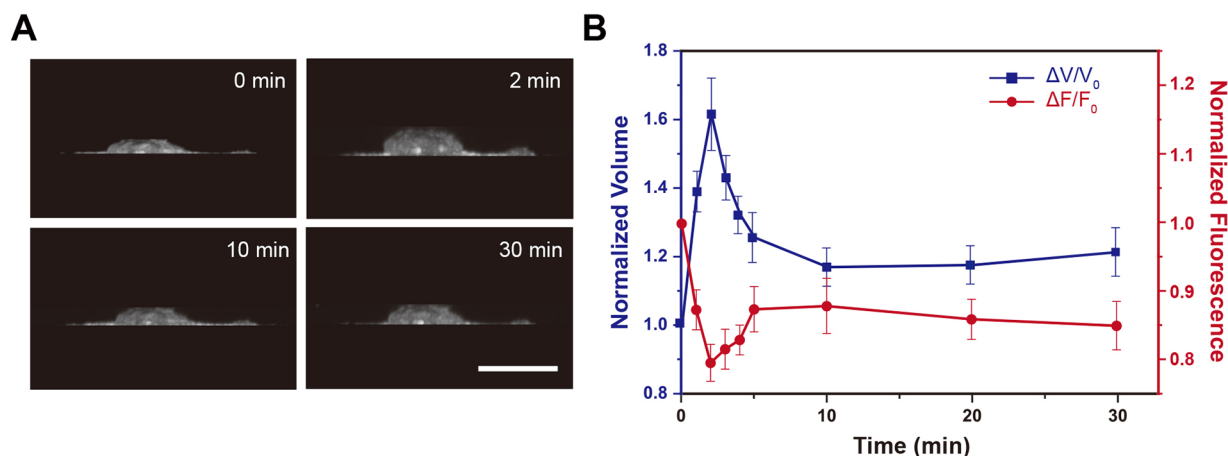 A
0 min
2 min
10 min
30 min
B
Normalized Volume
1.8
1.6
1.4
1.2
1.0
0.8
ΔV/V₀
ΔF/F₀
1.2
1.1
1.0
0.9
0.8
Normalized Fluorescence
0
10
20
30
Time (min)